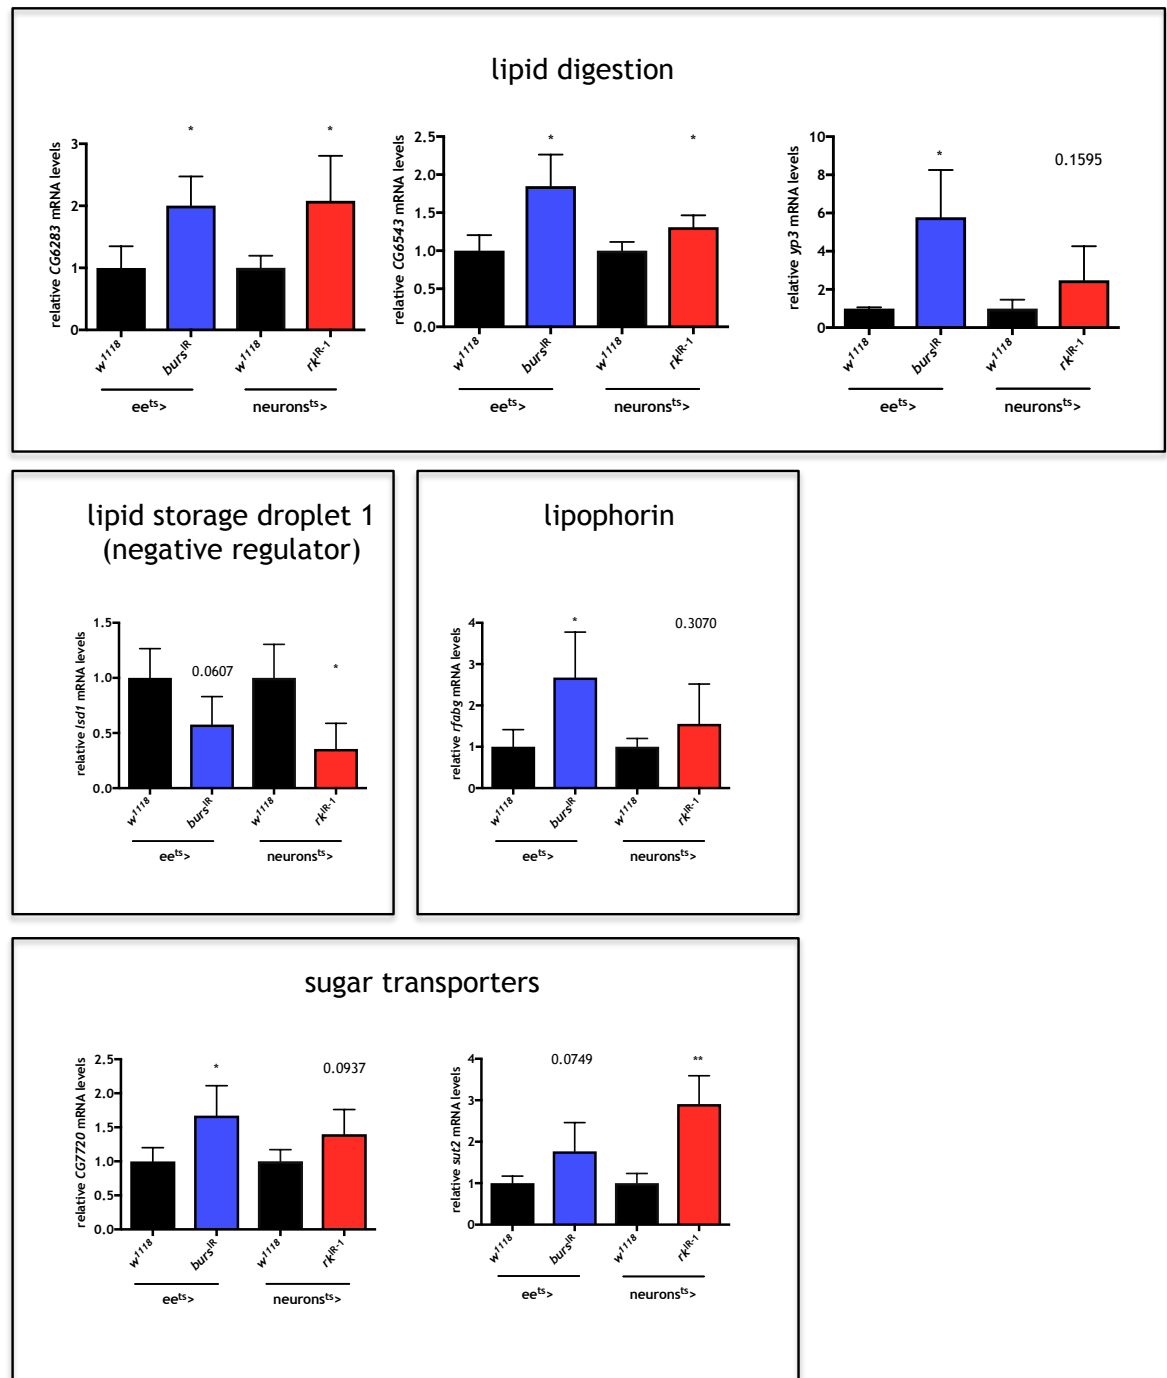 lipid digestion
relative CG6283 mRNA levels
3
2
1
0
*
*
w1118
bursIR
w1118
rkIR-1
eets>
neuronsts>
relative CG6543 mRNA levels
2.5
2.0
1.5
1.0
0.5
0.0
*
*
w1118
bursIR
w1118
rkIR-1
eets>
neuronsts>
relative yp3 mRNA levels
10
8
6
4
2
0
*
0.1595
w1118
bursIR
w1118
rkIR-1
eets>
neuronsts>
lipid storage droplet 1
(negative regulator)
relative lsd1 mRNA levels
1.5
1.0
0.5
0.0
0.0607
*
w1118
bursIR
w1118
rkIR-1
eets>
neuronsts>
lipophorin
relative rfabg mRNA levels
4
3
2
1
0
*
0.3070
w1118
bursIR
w1118
rkIR-1
eets>
neuronsts>
sugar transporters
relative CG7720 mRNA levels
2.5
2.0
1.5
1.0
0.5
0.0
*
0.0937
w1118
bursIR
w1118
rkIR-1
eets>
neuronsts>
relative sut2 mRNA levels
4
3
2
1
0
0.0749
**
w1118
bursIR
w1118
rkIR-1
eets>
neuronsts>